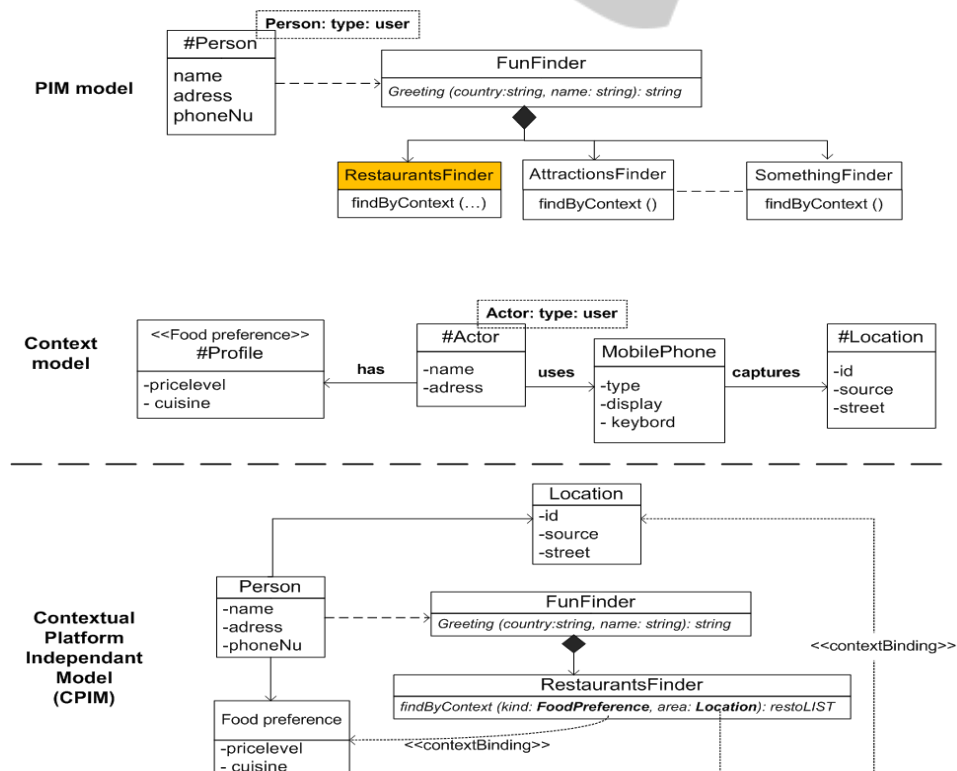 Person: type: user
#Person
name
adress
phoneNu
PIM model
FunFinder
Greeting (country:string, name: string): string
RestaurantsFinder
findByContext (...)
AttractionsFinder
findByContext ()
SomethingFinder
findByContext ()
Context
model
<<Food preference>>
#Profile
-pricelevel
- cuisine
has
Actor: type: user
#Actor
-name
-adress
uses
MobilePhone
-type
-display
- keybord
captures
#Location
-id
-source
-street
Location
-id
-source
-street
Contextual
Platform
Independant
Model
(CPIM)
Person
-name
-adress
-phoneNu
FunFinder
Greeting (country:string, name: string): string
<<contextBinding>>
RestaurantsFinder
findByContext (kind: FoodPreference, area: Location): restoLIST
Food preference
-pricelevel
- cuisine
<<contextBinding>>